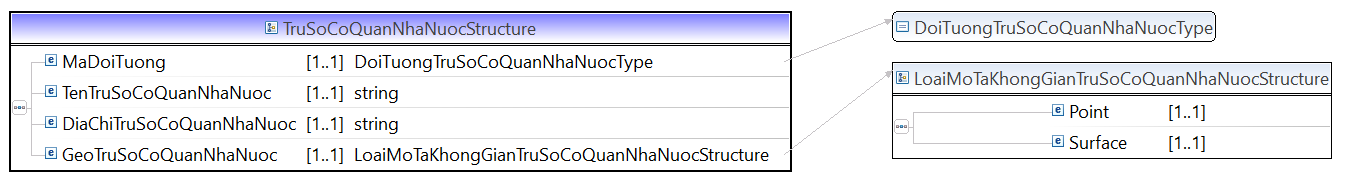 TruSoCoQuanNhaNuocStructure
MaDoiTuong [1..1] DoiTuongTruSoCoQuanNhaNuocType
TenTruSoCoQuanNhaNuoc [1..1] string
DiaChiTruSoCoQuanNhaNuoc [1..1] string
GeoTruSoCoQuanNhaNuoc [1..1] LoaiMoTaKhongGianTruSoCoQuanNhaNuocStructure
DoiTuongTruSoCoQuanNhaNuocType
LoaiMoTaKhongGianTruSoCoQuanNhaNuocStructure
Point [1..1]
Surface [1..1]